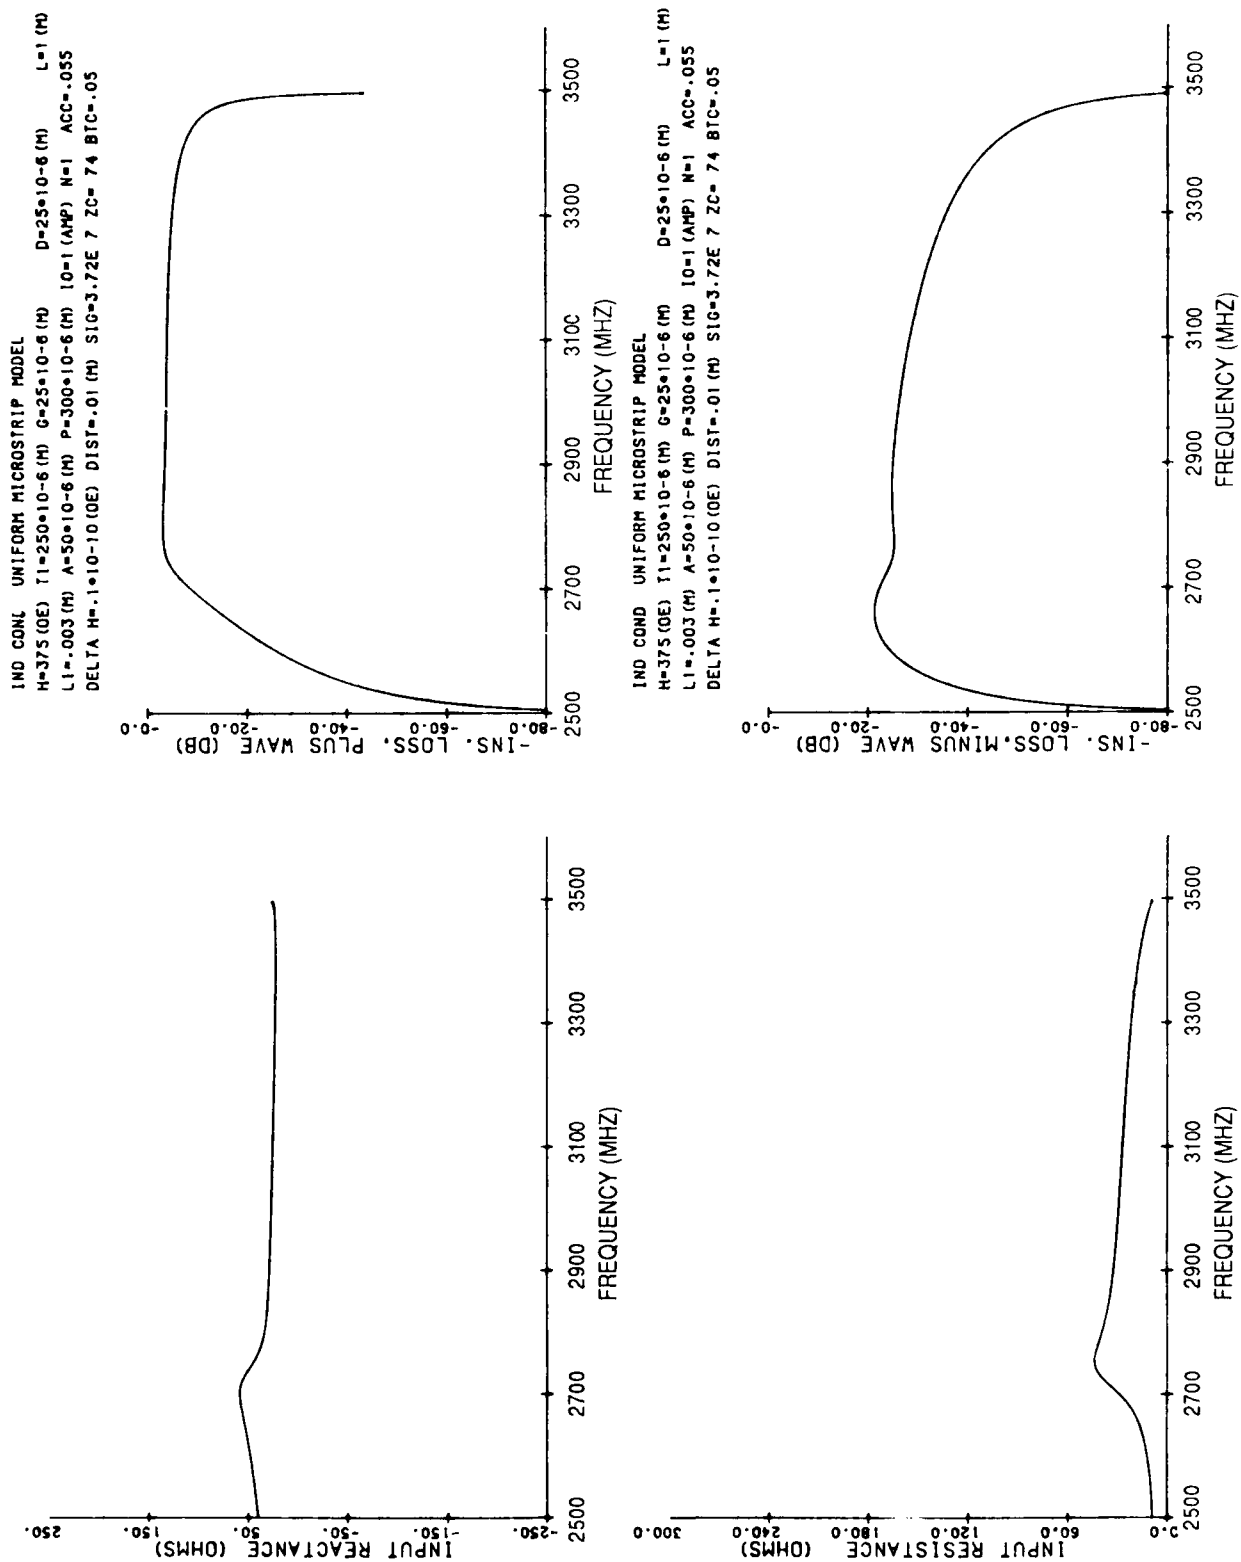 IND CONL UNIFORM MICROSTRIP MODEL
H=375(OE) T1=250*10-6(M) G=25*10-6(M) D=25*10-6(M) L=1(M)
L1=.003(M) A=50*10-6(M) P=300*10-6(M) IO=1(AMP) N=1 ACC=.055
DELTA H=.1*10-10(OE) DIST=.01(M) SIG=3.72E 7 ZC= 74 BTC=.05
250.
150.
50.
-50.
-150.
-250.
INPUT REACTANCE (OHMS)
2500 2700 2900 3100 3300 3500
FREQUENCY (MHZ)
-0.0
-20.0
-40.0
-60.0
-80.0
-INS. LOSS. PLUS WAVE (DB)
2500 2700 2900 3100 3300 3500
FREQUENCY (MHZ)
IND COND UNIFORM MICROSTRIP MODEL
H=375(OE) T1=250*10-6(M) G=25*10-6(M) D=25*10-6(M) L=1(M)
L1=.003(M) A=50*10-6(M) P=300*10-6(M) IO=1(AMP) N=1 ACC=.055
DELTA H=.1*10-10(OE) DIST=.01(M) SIG=3.72E 7 ZC= 74 BTC=.05
300.0
240.0
180.0
120.0
60.0
0.0
INPUT RESISTANCE (OHMS)
2500 2700 2900 3100 3300 3500
FREQUENCY (MHZ)
-0.0
-20.0
-40.0
-60.0
-80.0
-INS. LOSS.MINUS WAVE (DB)
2500 2700 2900 3100 3300 3500
FREQUENCY (MHZ)